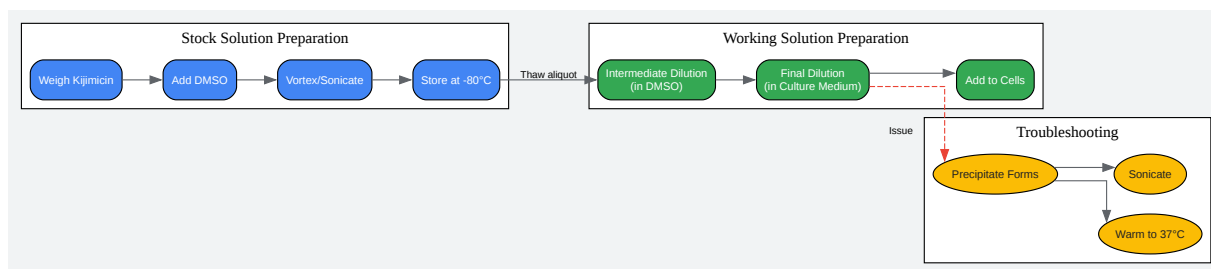 Stock Solution Preparation
Weigh Kijimicin
Add DMSO
Vortex/Sonicate
Store at -80°C
Thaw aliquot
Working Solution Preparation
Intermediate Dilution
(in DMSO)
Final Dilution
(in Culture Medium)
Add to Cells
Issue
Troubleshooting
Precipitate Forms
Sonicate
Warm to 37°C